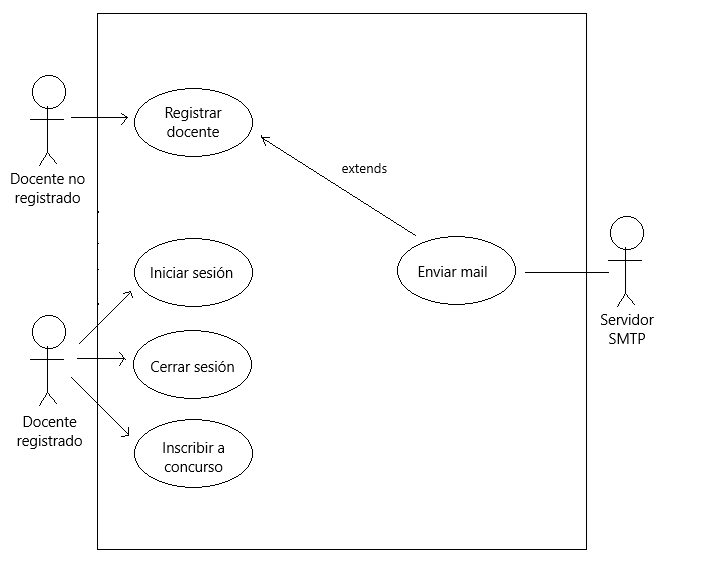 Registrar
docente
Docente no
registrado
extends
Iniciar sesión
Enviar mail
Servidor
SMTP
Cerrar sesión
Docente
registrado
Inscribir a
concurso